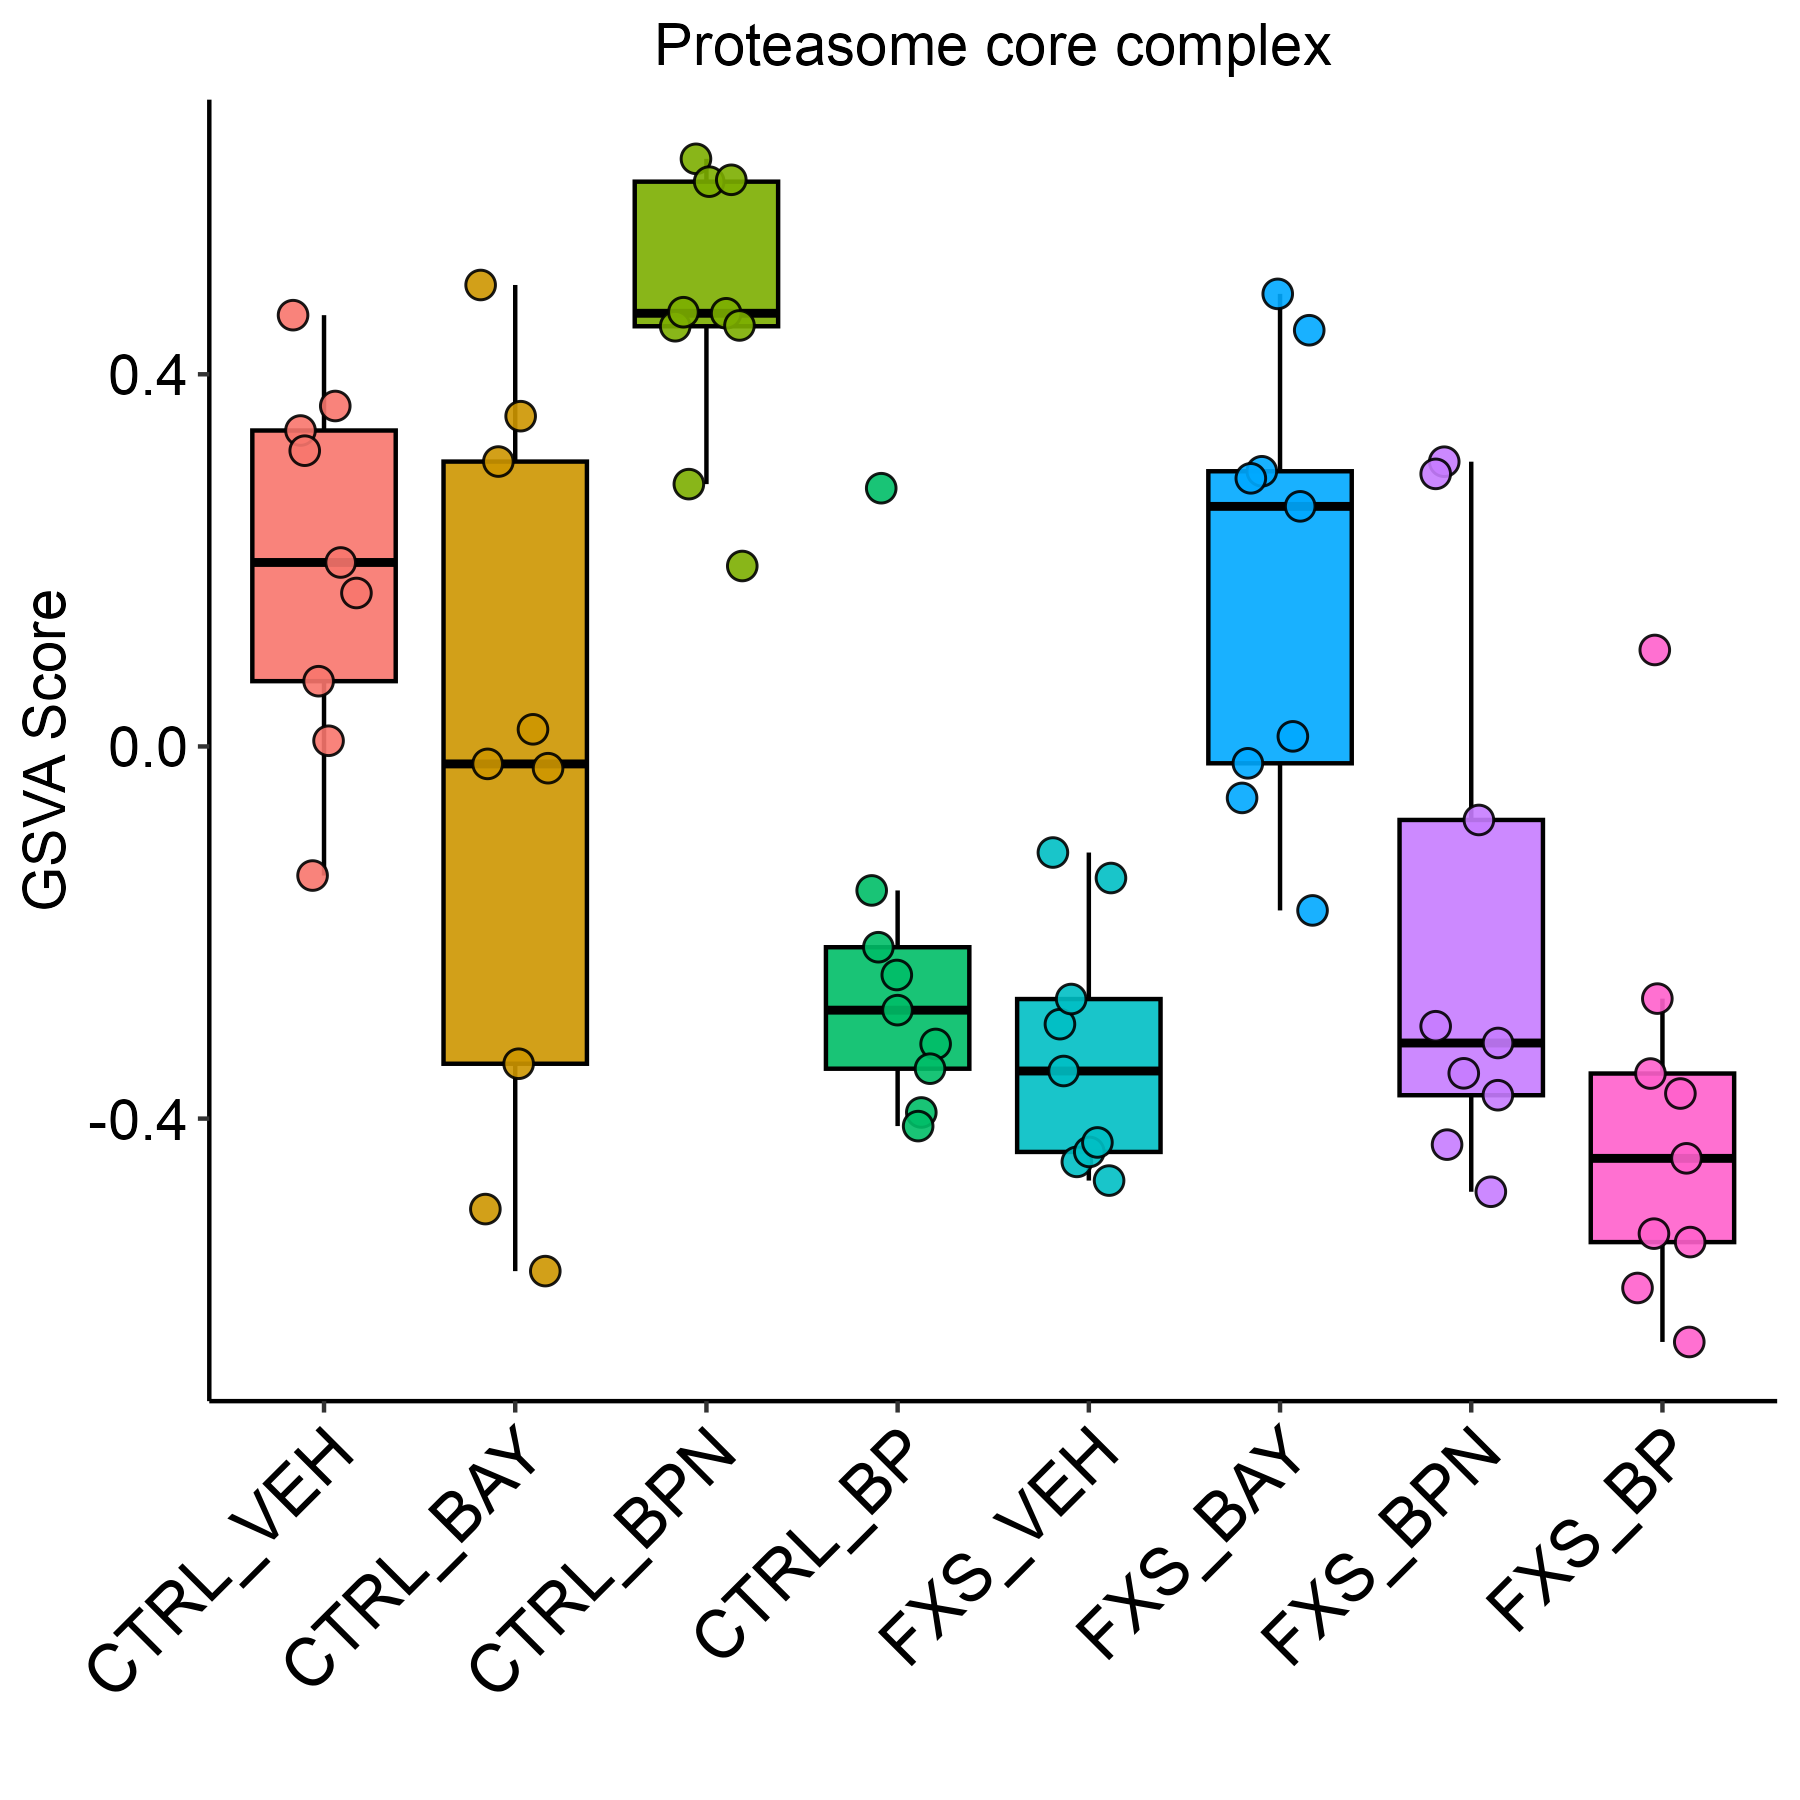 Proteasome core complex
GSVA Score
0.4
0.0
-0.4
CTRL_VEH
CTRL_BAY
CTRL_BPN
CTRL_BP
FXS_VEH
FXS_BAY
FXS_BPN
FXS_BP